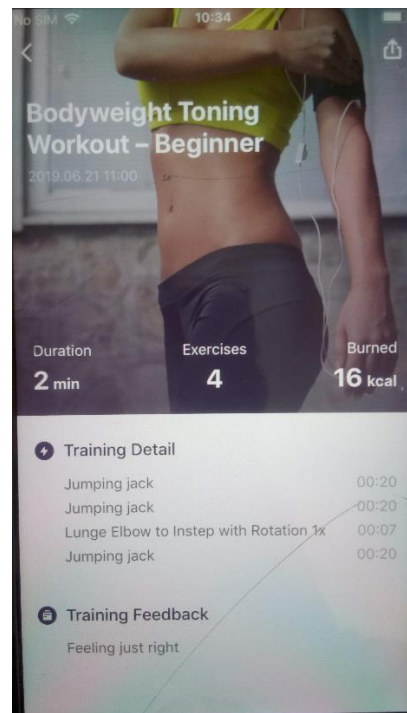 No SIM 10:34
Bodyweight Toning
Workout – Beginner
2019.06.21 11:00
Duration Exercises Burned
2 min 4 16 kcal
Training Detail
Jumping jack 00:20
Jumping jack 00:20
Lunge Elbow to Instep with Rotation 1x 00:07
Jumping jack 00:20
Training Feedback
Feeling just right